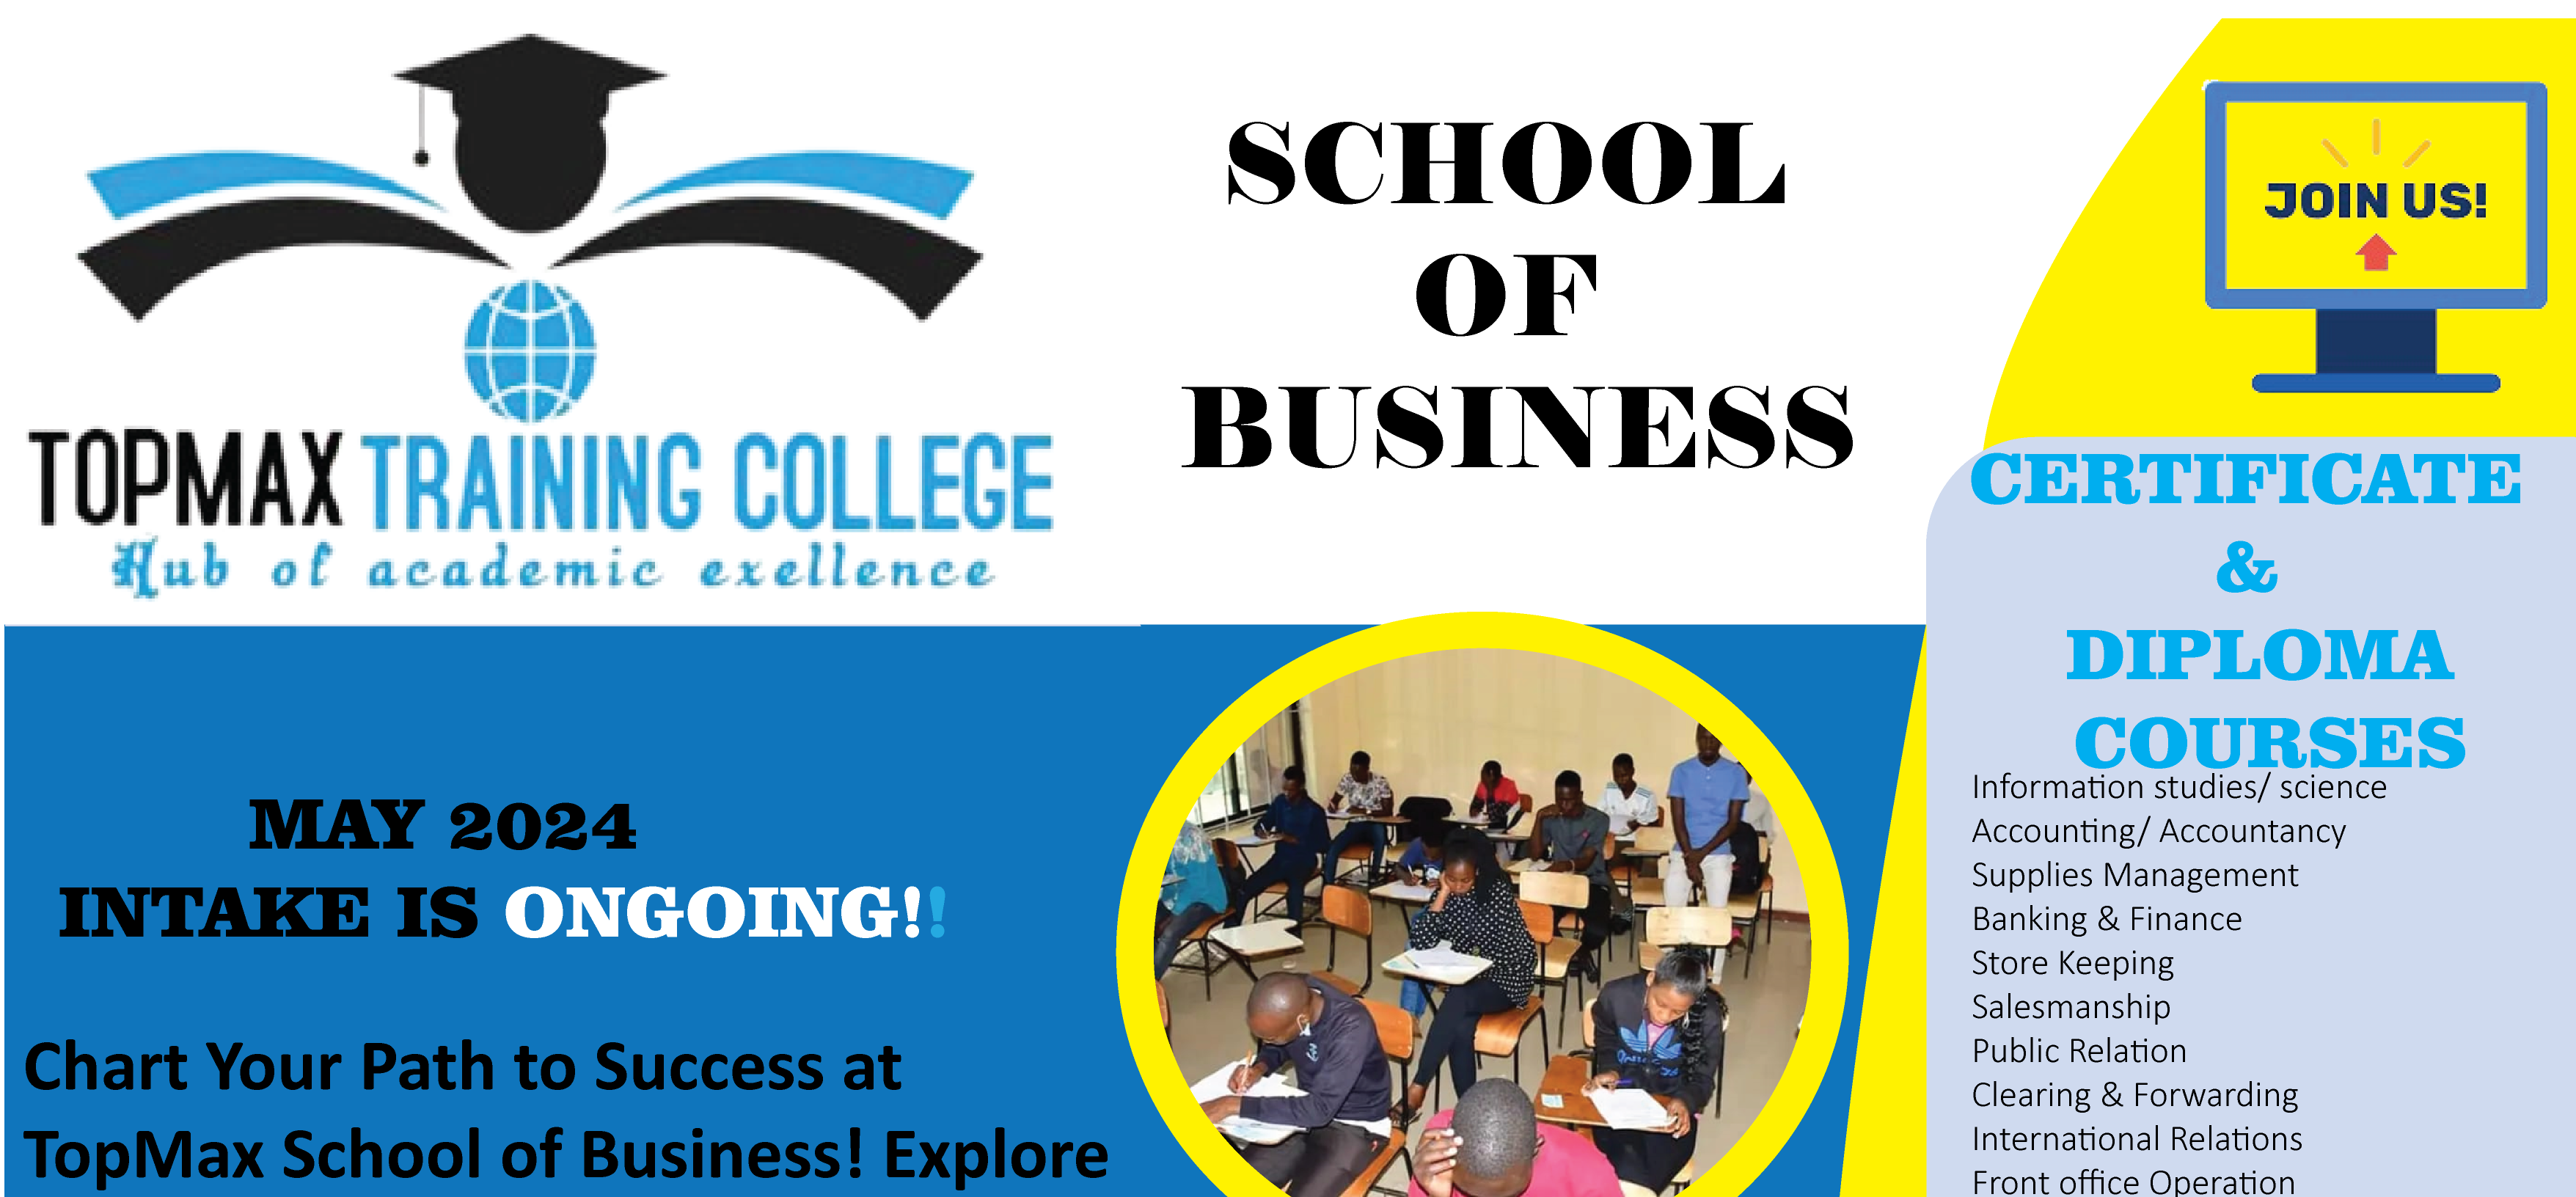 TOPMAX TRAINING COLLEGE
Hub of academic exellence
SCHOOL
OF
BUSINESS
JOIN US!
MAY 2024
INTAKE IS ONGOING!!
Chart Your Path to Success at
TopMax School of Business! Explore
CERTIFICATE
&
DIPLOMA
COURSES
Information studies/ science
Accounting/ Accountancy
Supplies Management
Banking & Finance
Store Keeping
Salesmanship
Public Relation
Clearing & Forwarding
International Relations
Front office Operation